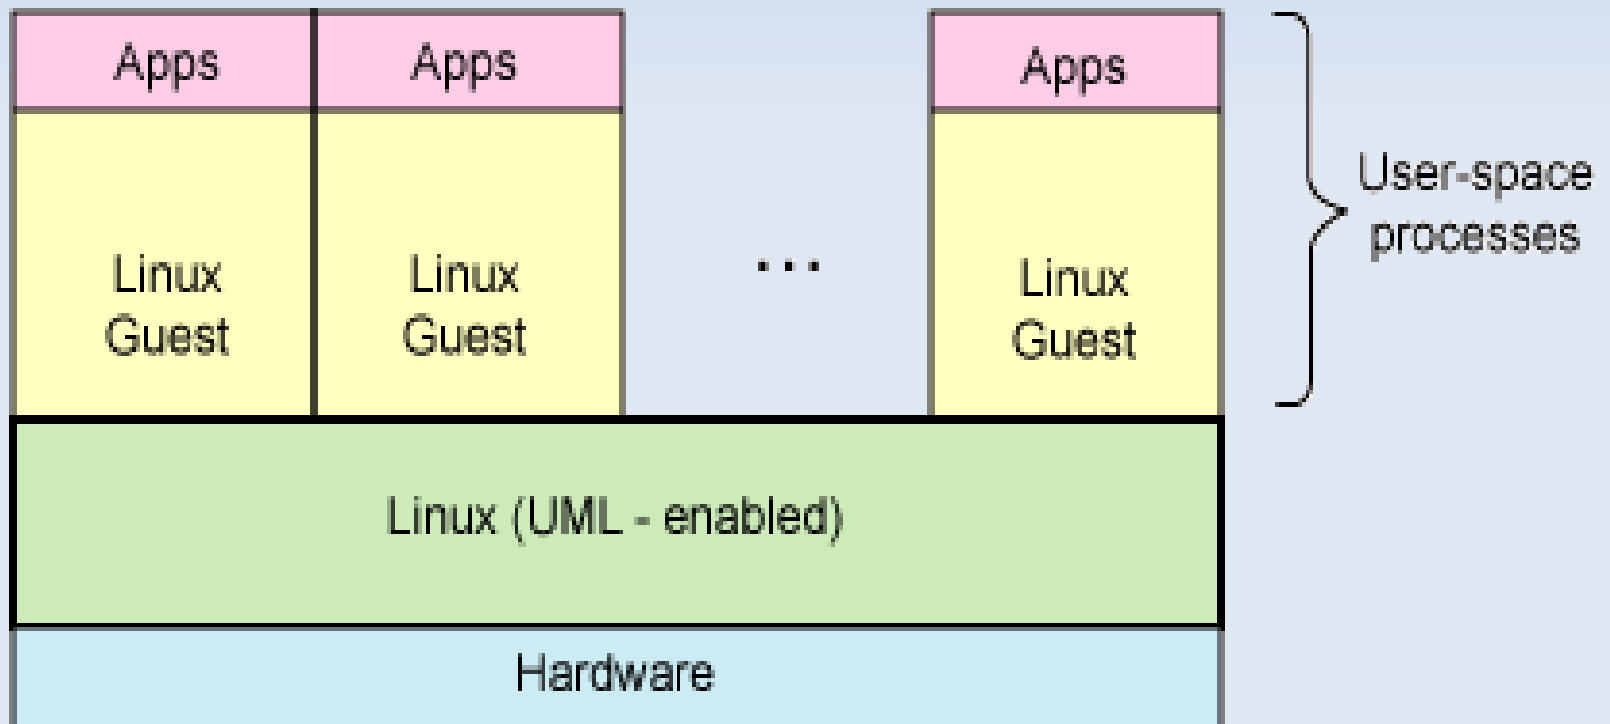 Apps
Apps
Apps
User-space
processes
Linux
Guest
Linux
Guest
...
Linux
Guest
Linux (UML - enabled)
Hardware